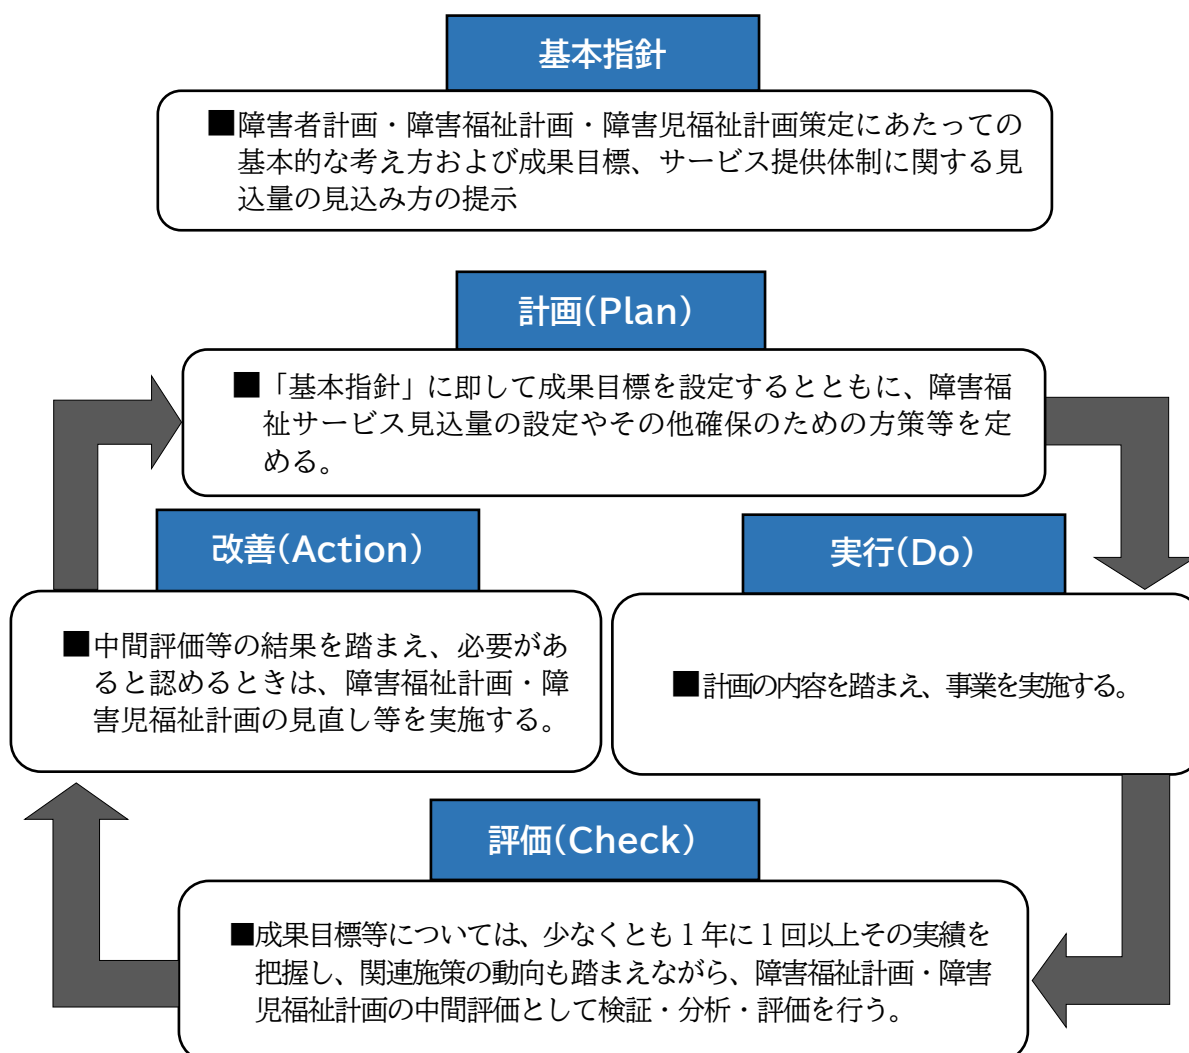 基本指針
■障害者計画・障害福祉計画・障害児福祉計画策定にあたっての
基本的な考え方および成果目標、サービス提供体制に関する見
込量の見込み方の提示
計画(Plan)
■「基本指針」に即して成果目標を設定するとともに、障害福
祉サービス見込量の設定やその他確保のための方策等を定
める。
改善(Action)
■中間評価等の結果を踏まえ、必要があ
ると認めるときは、障害福祉計画・障
害児福祉計画の見直し等を実施する。
実行(Do)
■計画の内容を踏まえ、事業を実施する。
評価(Check)
■成果目標等については、少なくとも１年に１回以上その実績を
把握し、関連施策の動向も踏まえながら、障害福祉計画・障害
児福祉計画の中間評価として検証・分析・評価を行う。